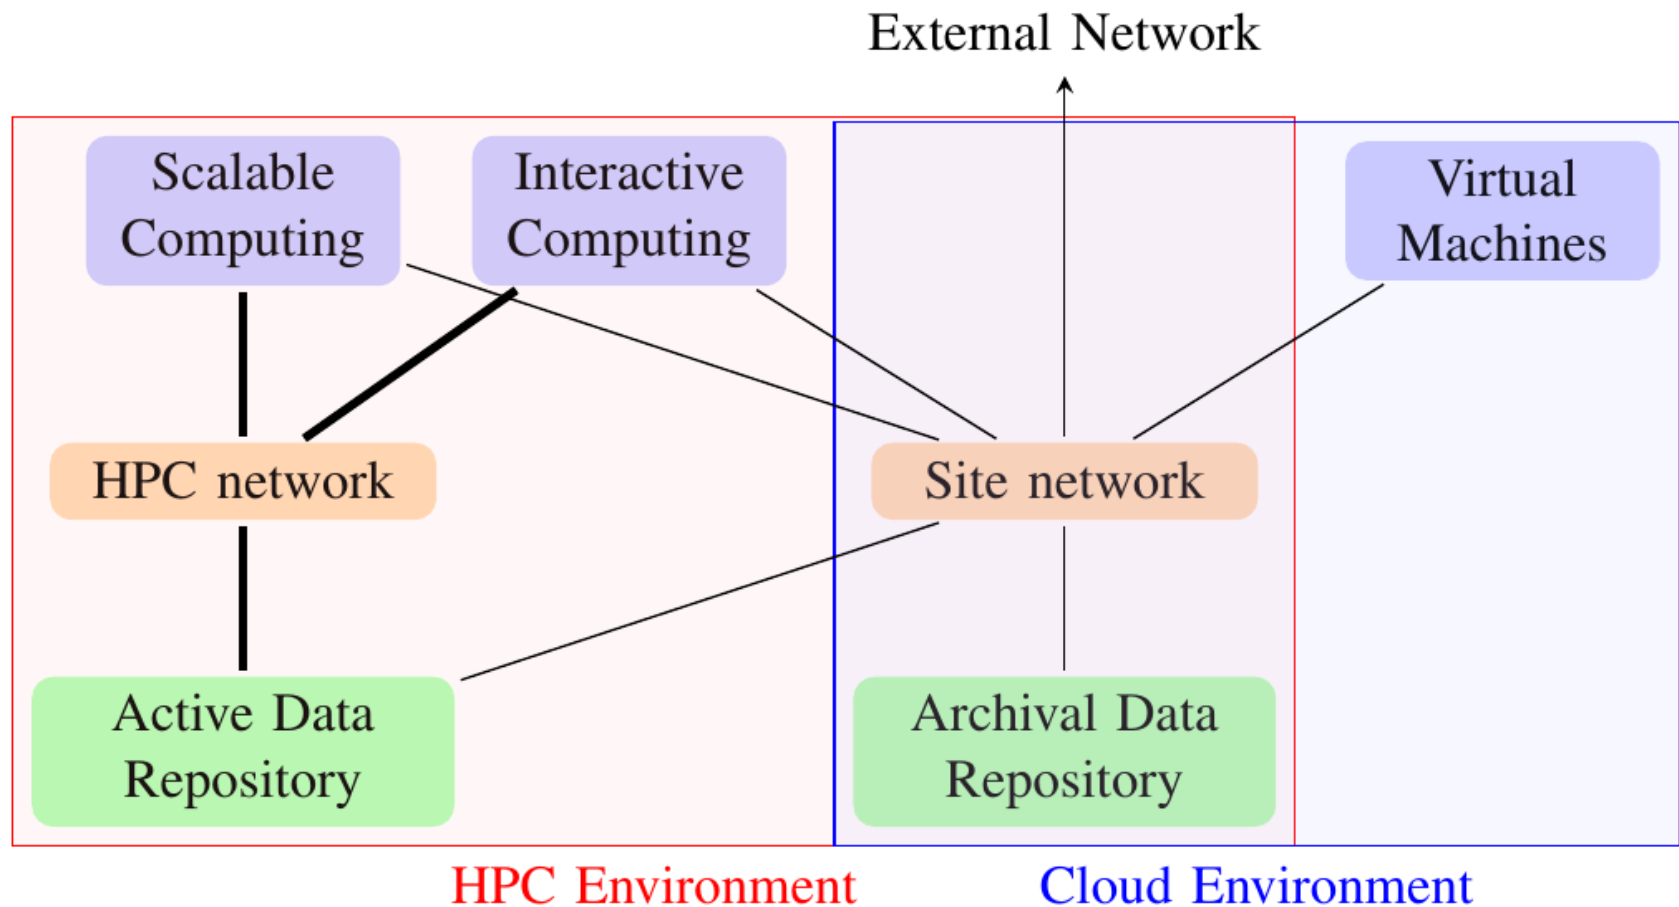 External Network
Scalable
Computing
Interactive
Computing
Virtual
Machines
HPC network
Site network
Active Data
Repository
Archival Data
Repository
HPC Environment
Cloud Environment